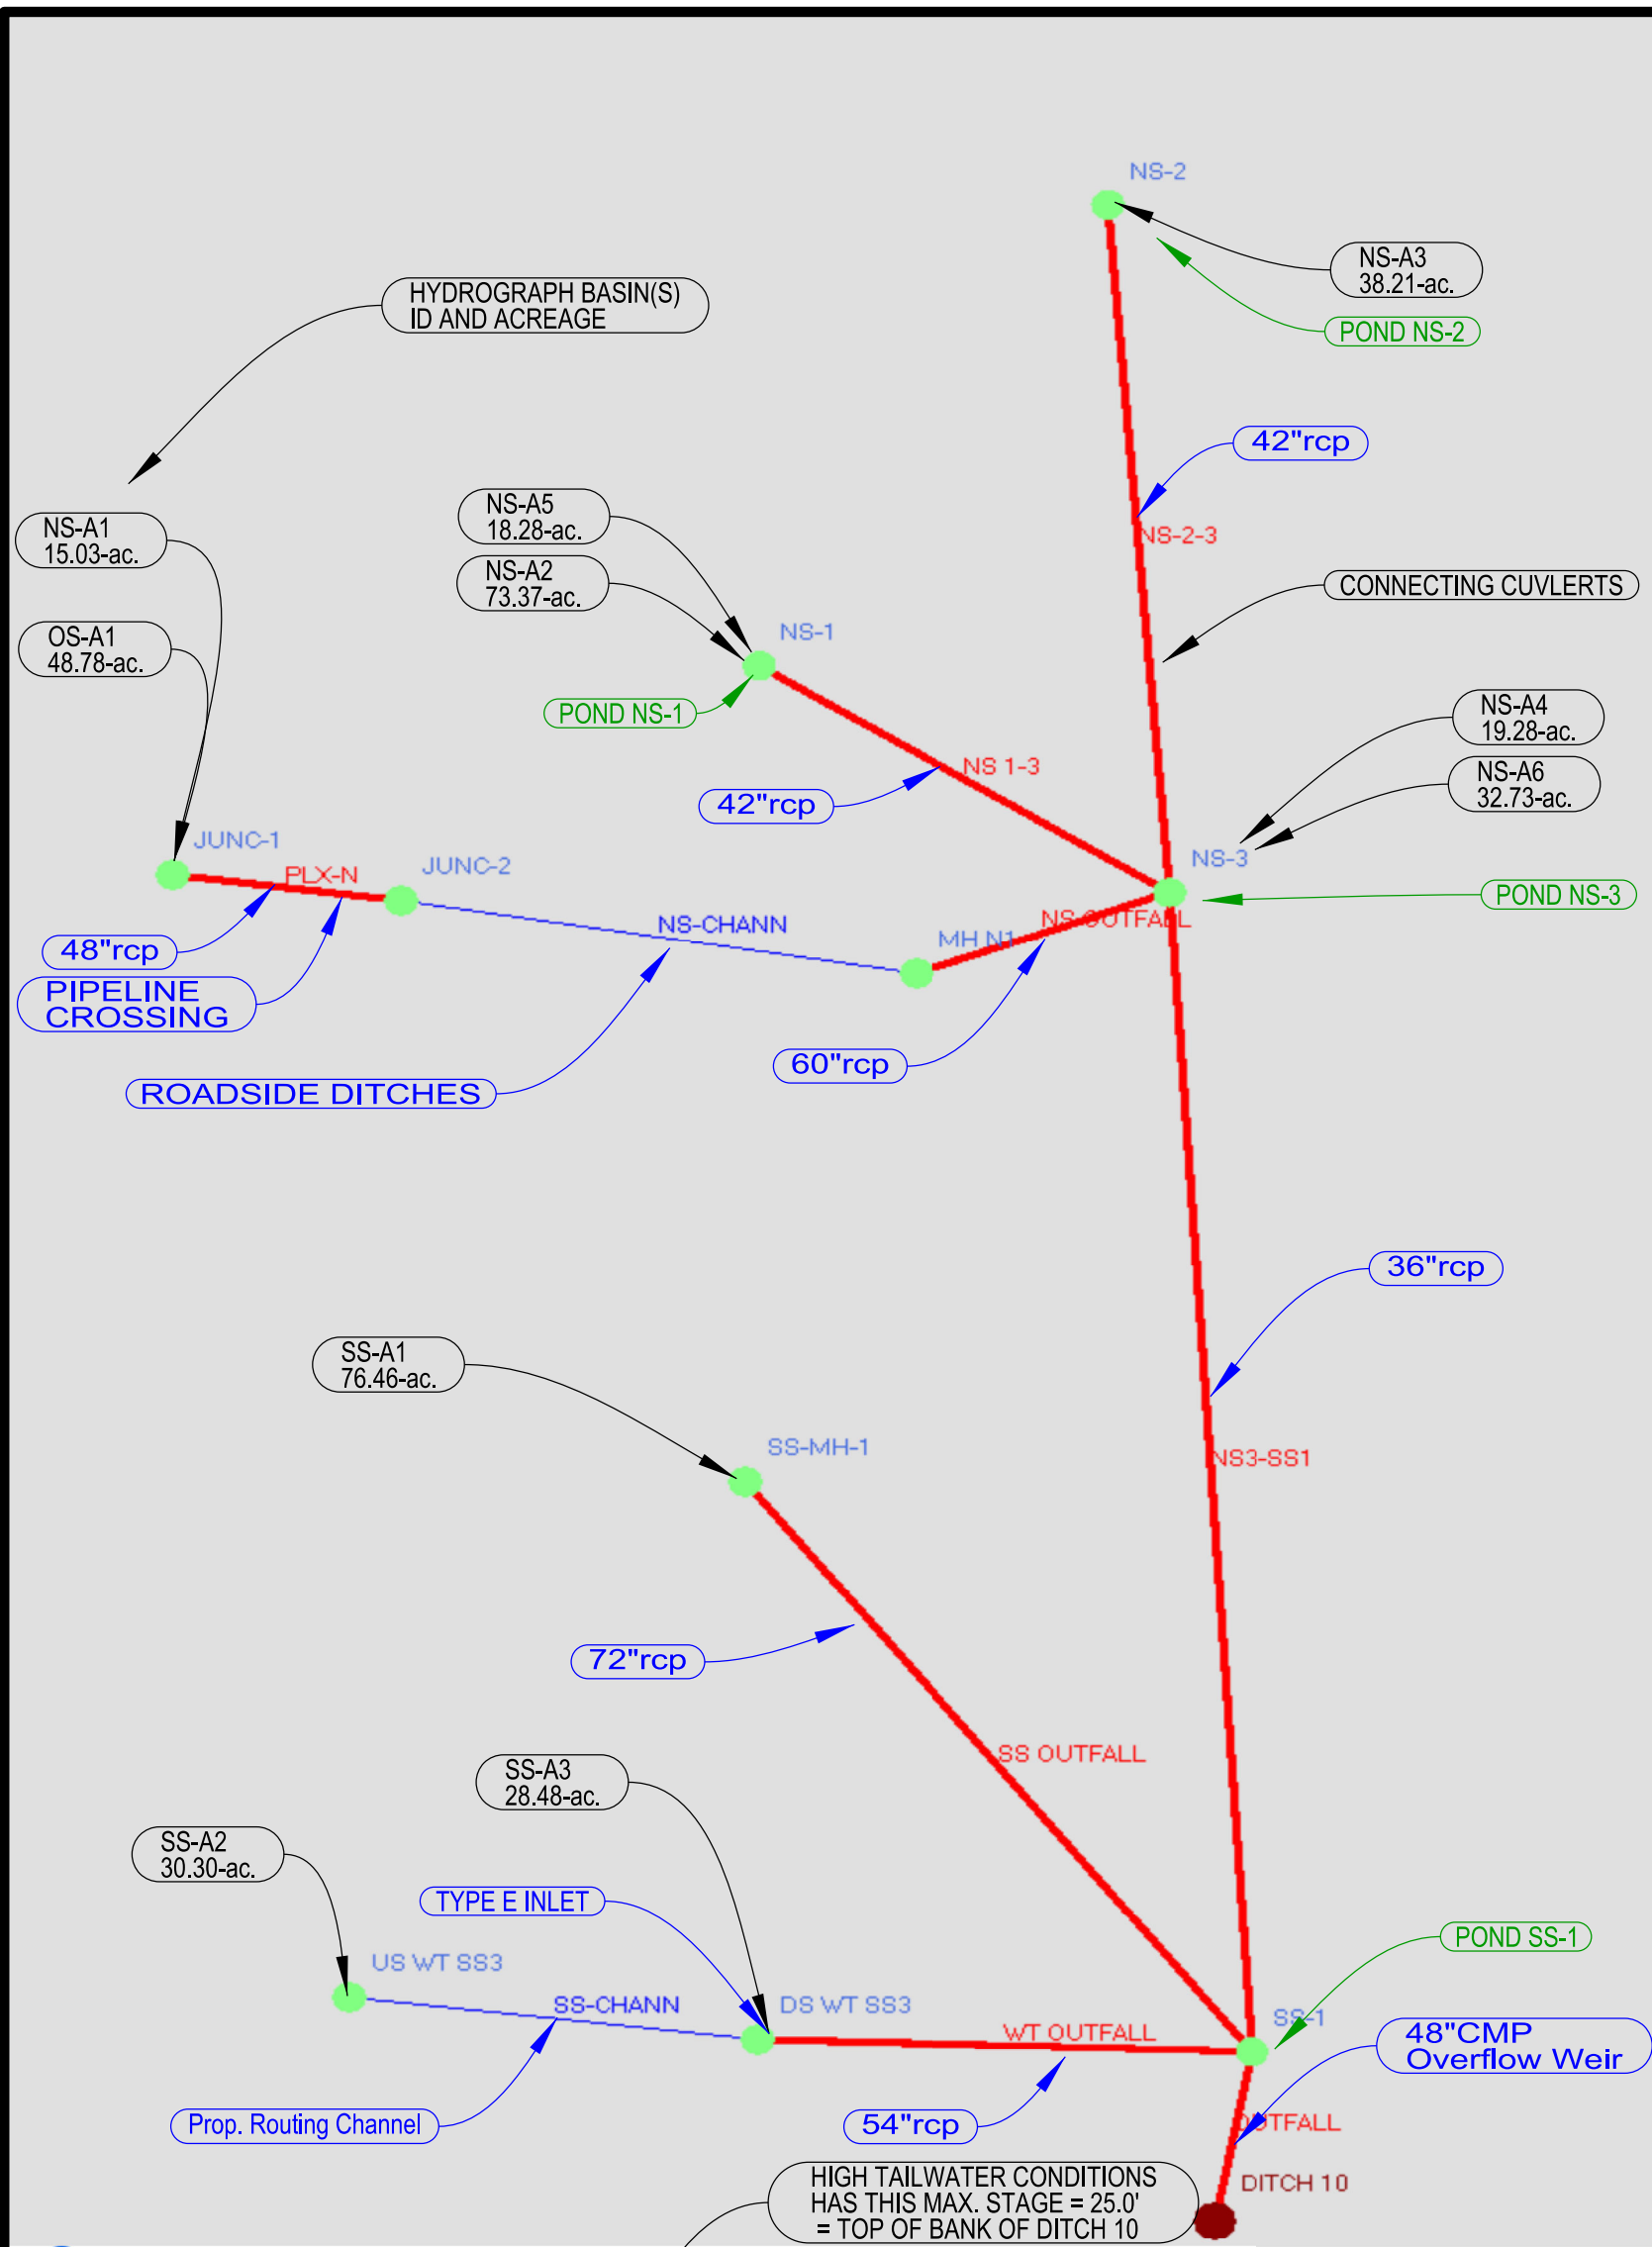 NS-2
NS-A3
38.21-ac.
POND NS-2
HYDROGRAPH BASIN(S)
ID AND ACREAGE
42"rcp
NS-2-3
NS-A5
18.28-ac.
NS-A1
15.03-ac.
NS-A2
73.37-ac.
CONNECTING CUVLERTS
OS-A1
48.78-ac.
NS-1
POND NS-1
NS-A4
19.28-ac.
NS 1-3
42"rcp
NS-A6
32.73-ac.
JUNC-1
PLX-N
JUNC-2
NS-3
POND NS-3
NS-CHANN
NS-OUTFALL
MH N1
48"rcp
PIPELINE
CROSSING
60"rcp
ROADSIDE DITCHES
36"rcp
SS-A1
76.46-ac.
SS-MH-1
NS3-SS1
72"rcp
SS OUTFALL
SS-A3
28.48-ac.
SS-A2
30.30-ac.
TYPE E INLET
POND SS-1
US WT SS3
SS-CHANN
DS WT SS3
WT OUTFALL
SS-1
48"CMP
Overflow Weir
Prop. Routing Channel
54"rcp
OUTFALL
HIGH TAILWATER CONDITIONS
HAS THIS MAX. STAGE = 25.0'
= TOP OF BANK OF DITCH 10
DITCH 10